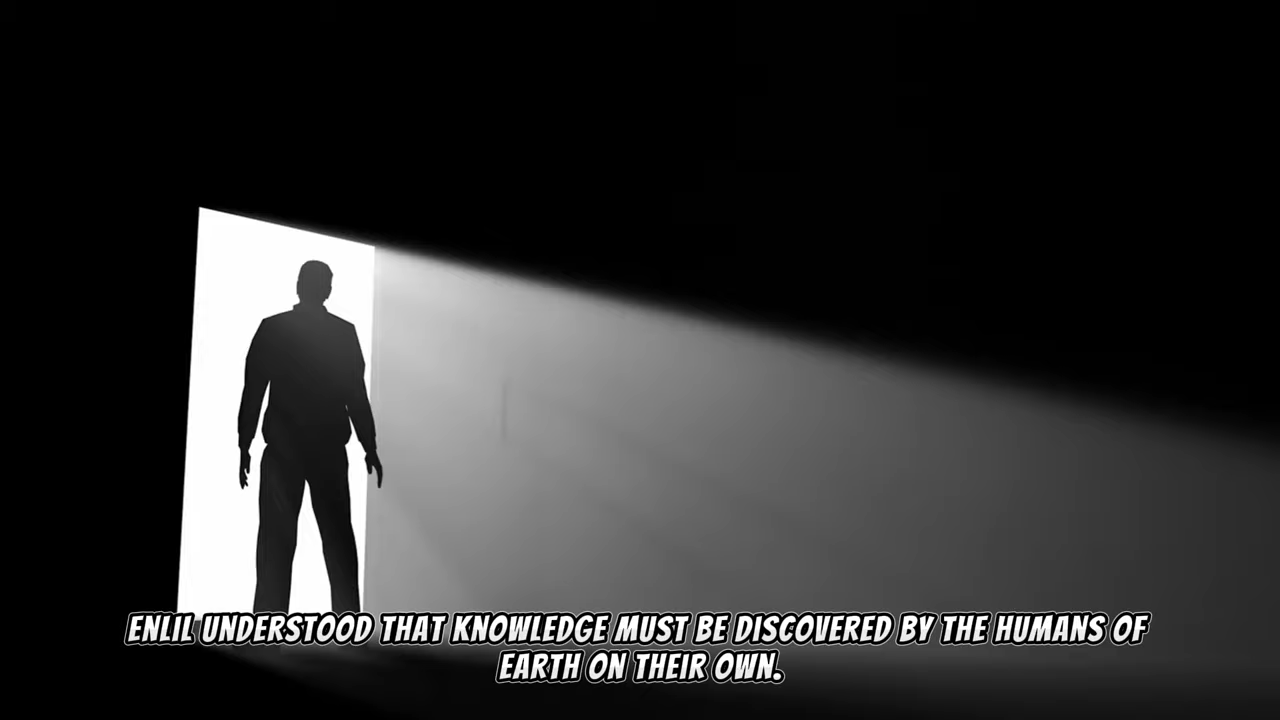 ENLIL UNDERSTOOD THAT KNOWLEDGE MUST BE DISCOVERED BY THE HUMANS OF
EARTH ON THEIR OWN.